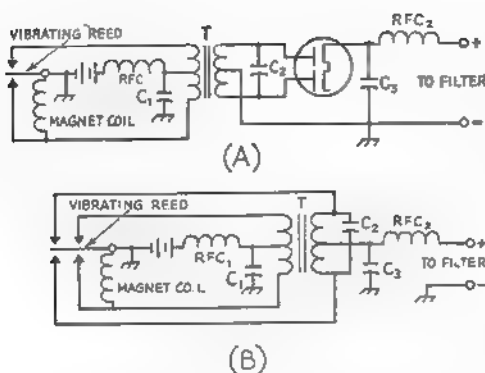 VIBRATING REED
T
RFC₂
+
RFC
C₁
C₂
C₃
TO FILTER
MAGNET COIL
−
(A)
VIBRATING REED
T
C₂
RFC₂
+
RFC₁
C₁
C₃
TO FILTER
MAGNET COIL
−
(B)